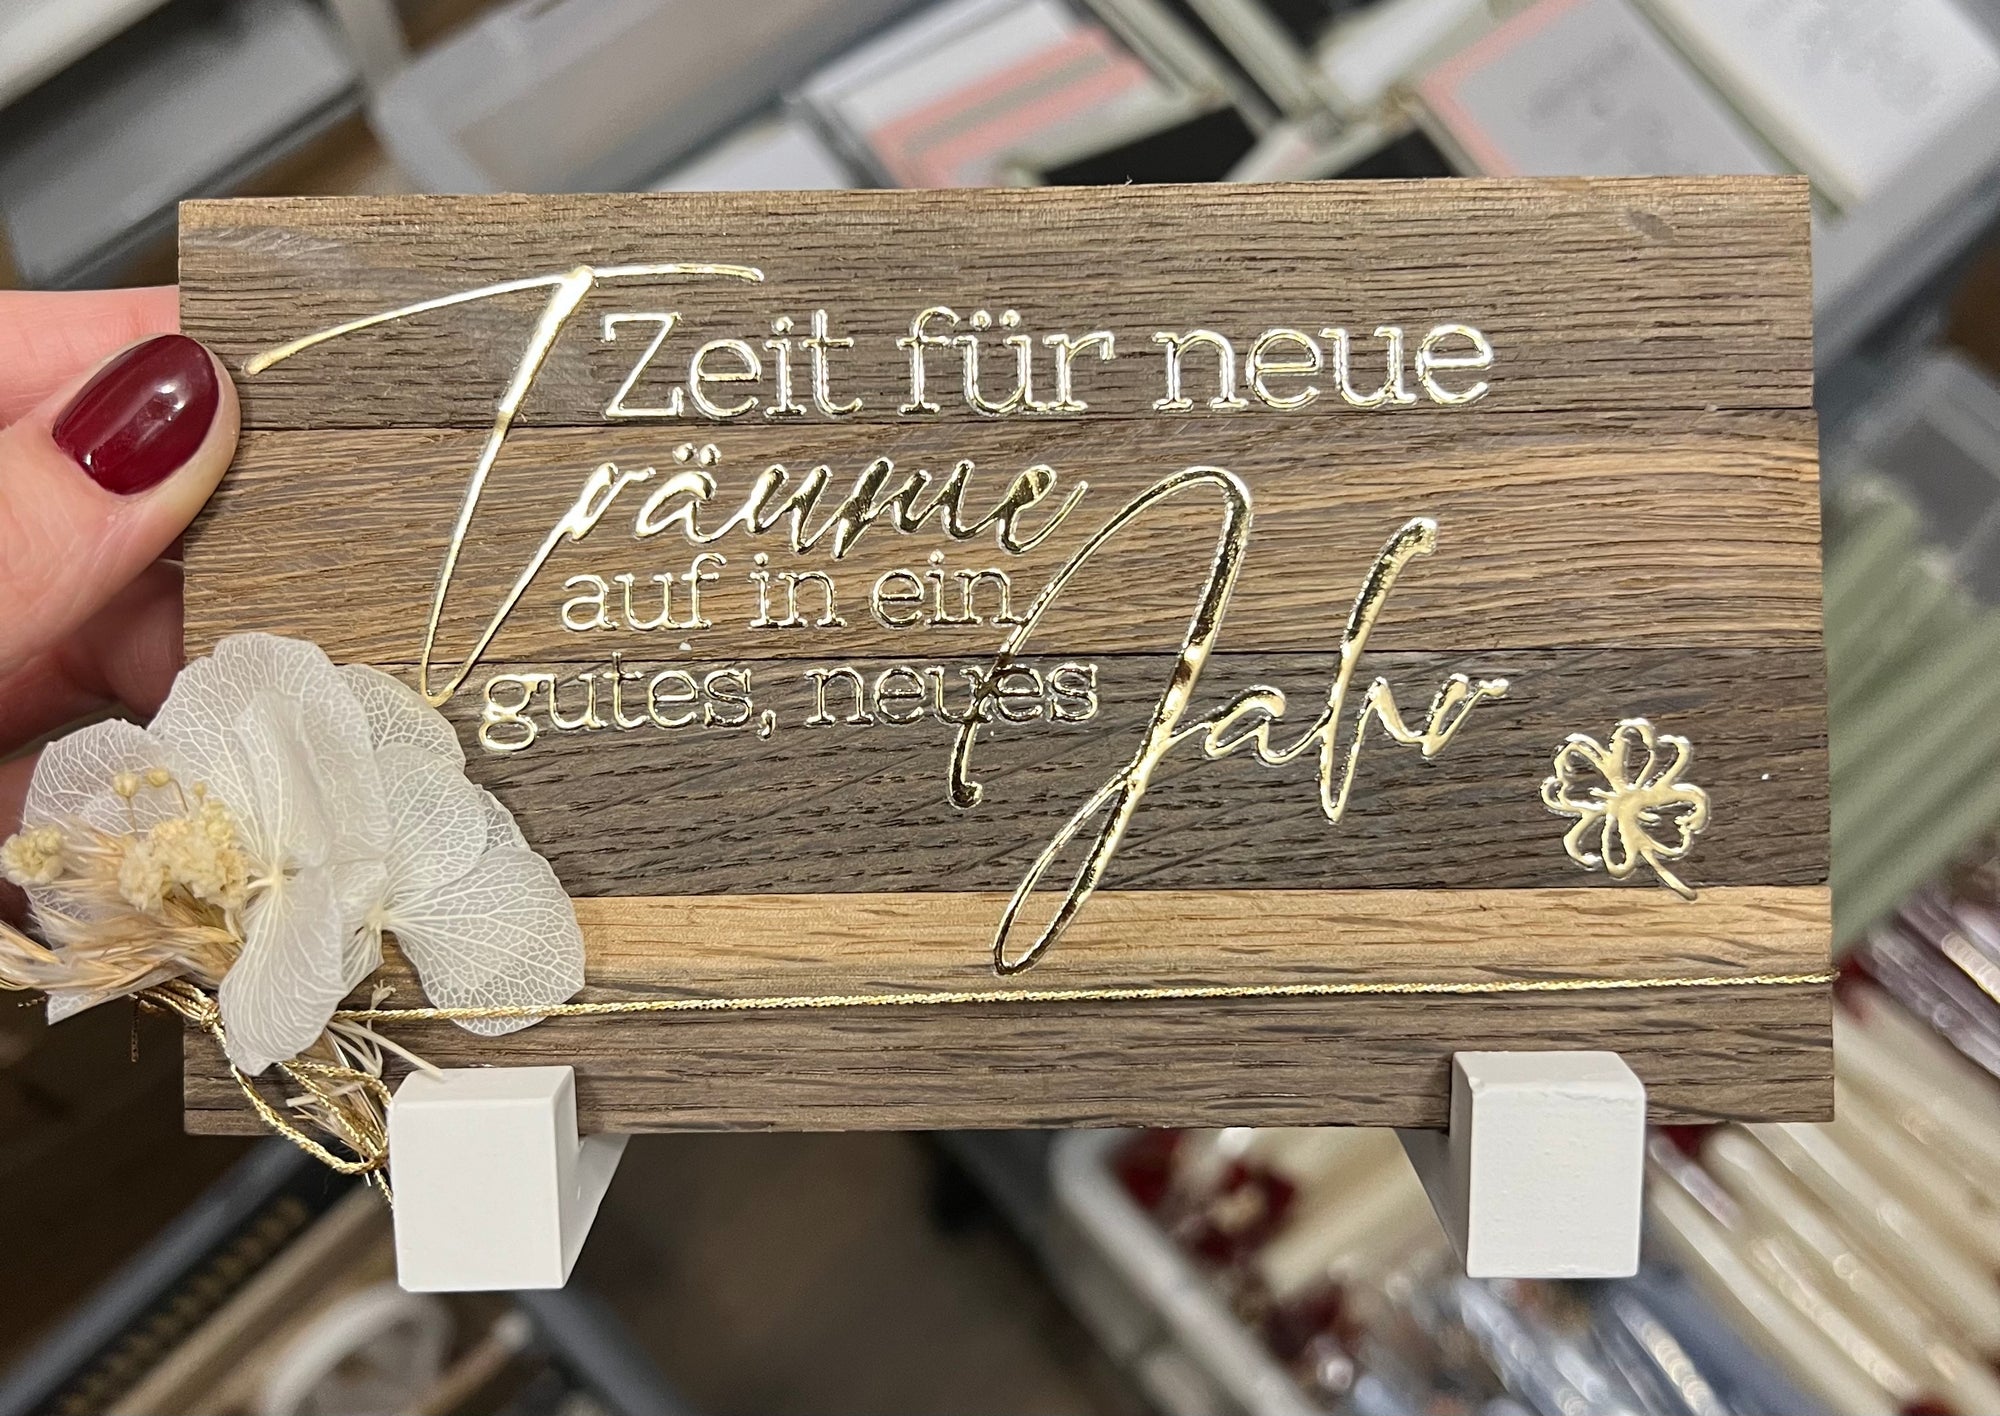 Zeit für neue
Träume
auf in ein
gutes, neues Jahr